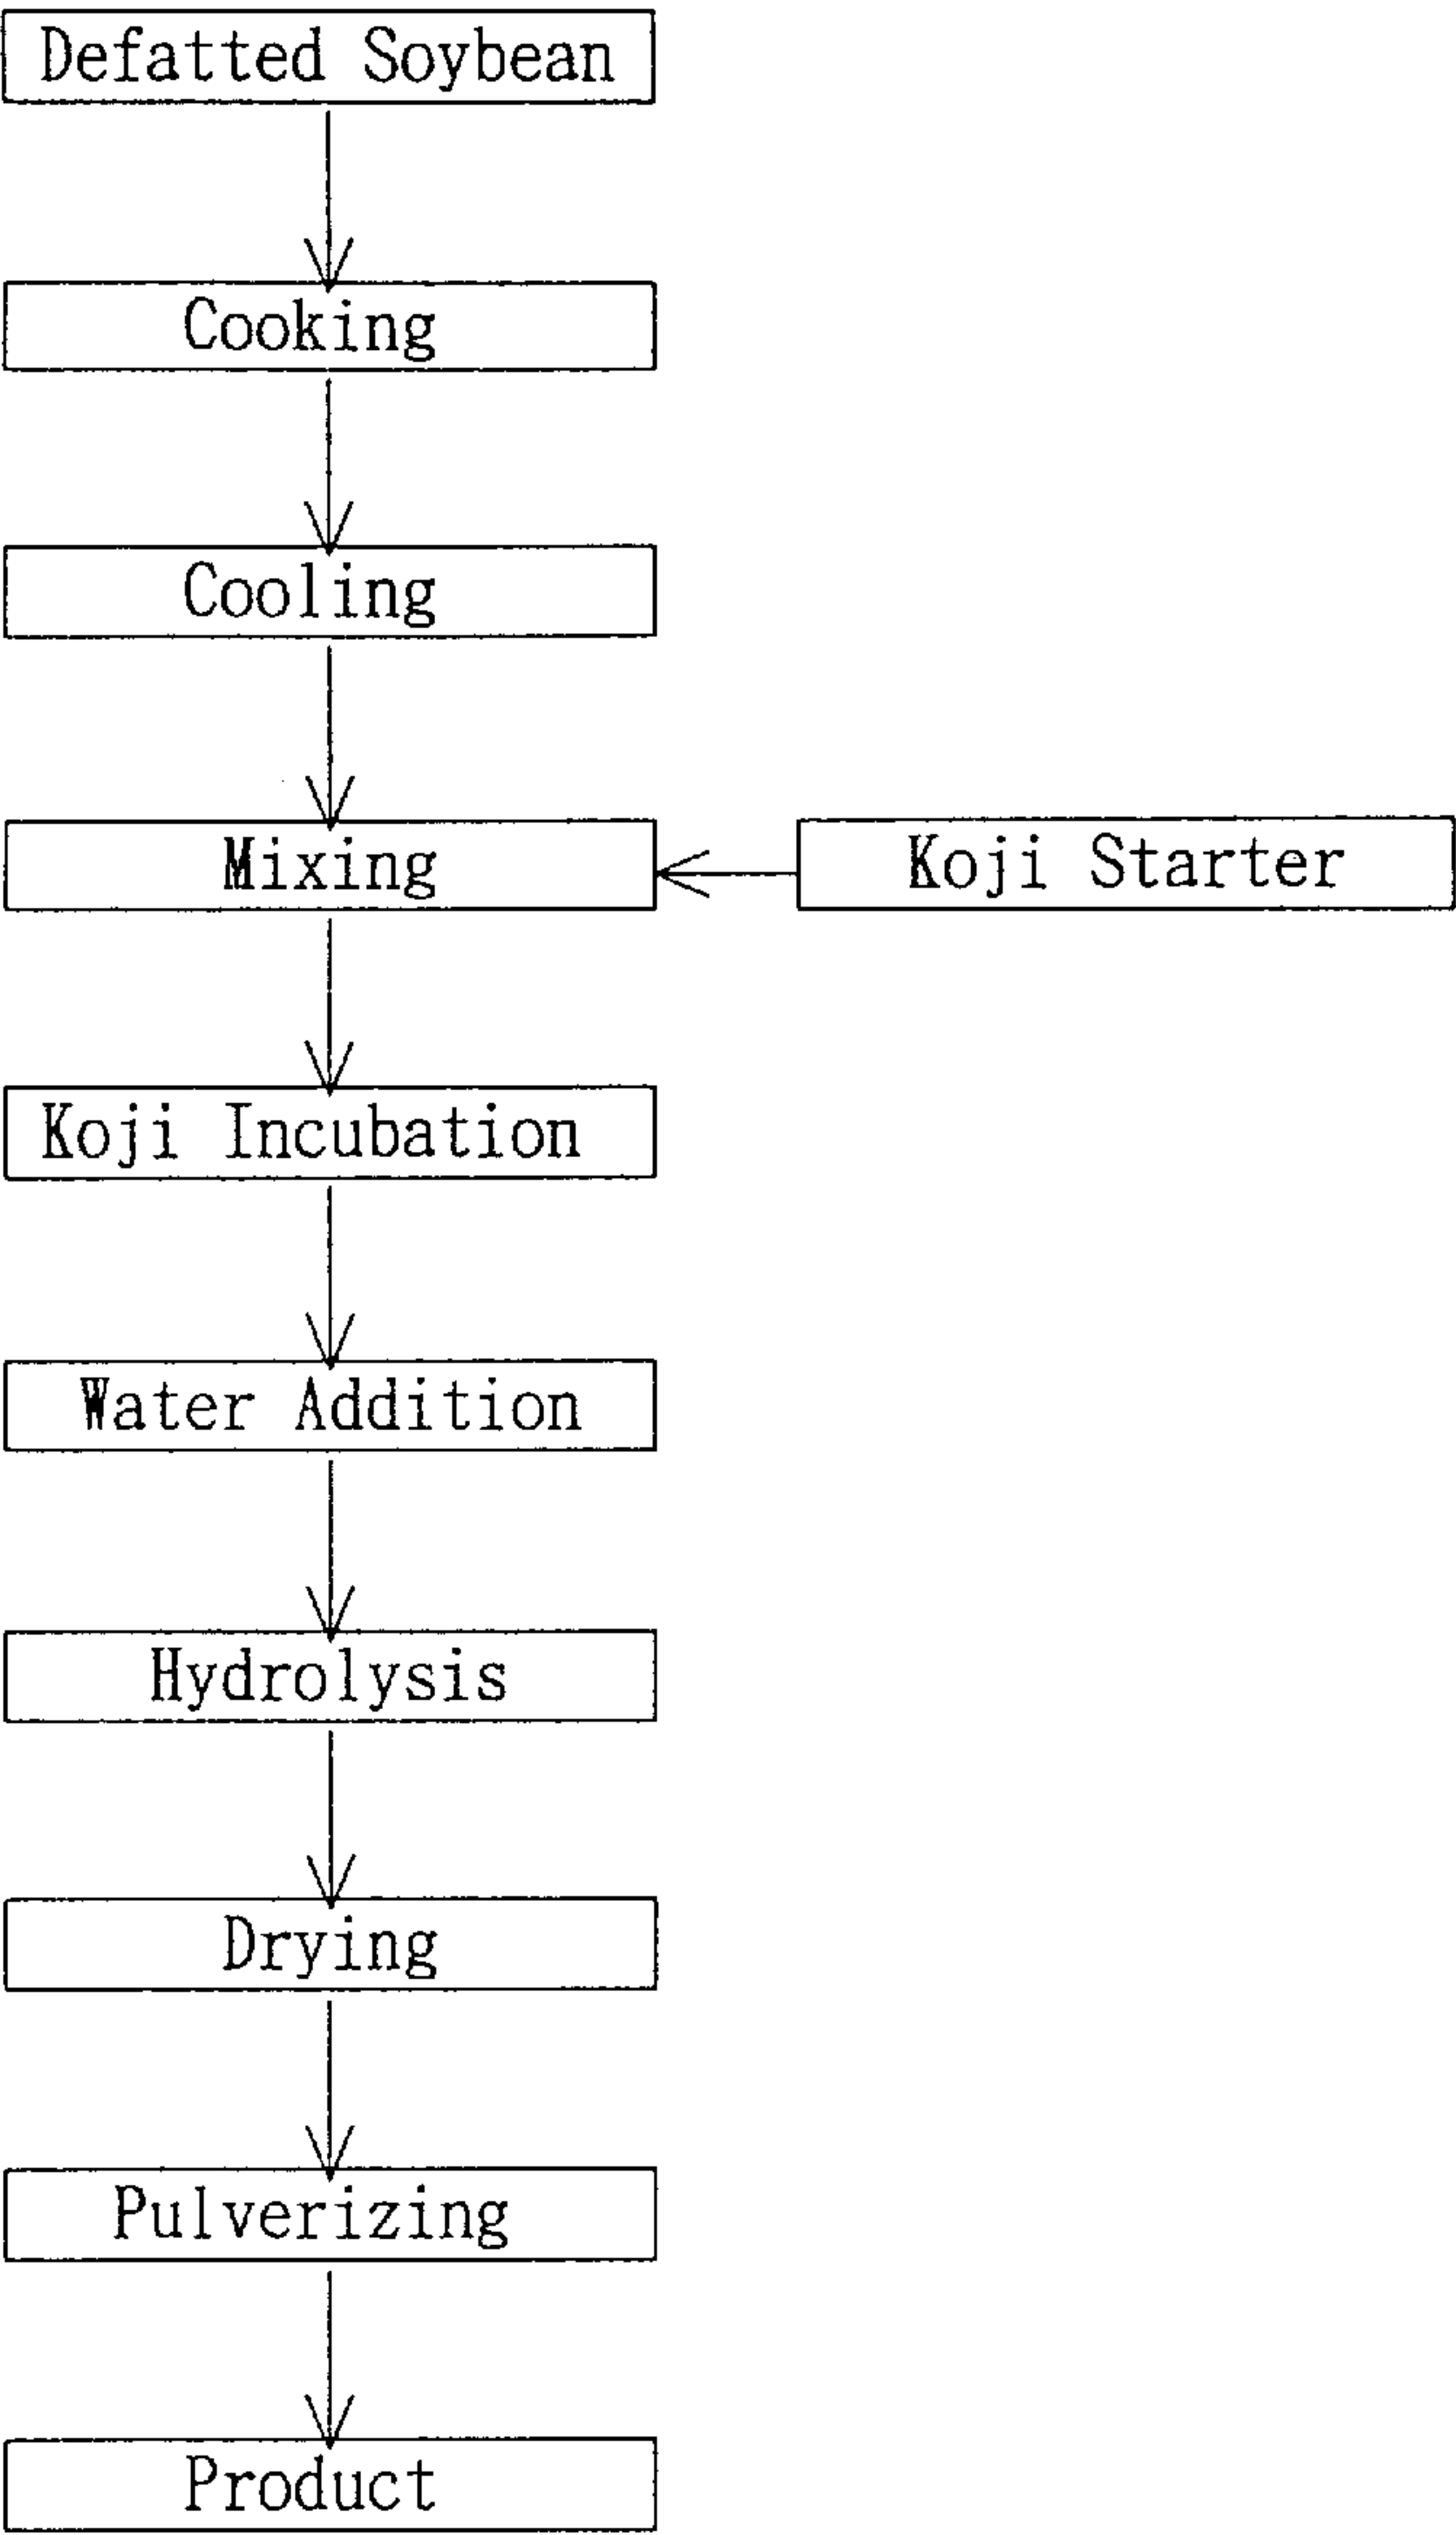 Defatted Soybean
Cooking
Cooling
Mixing
Koji Starter
Koji Incubation
Water Addition
Hydrolysis
Drying
Pulverizing
Product